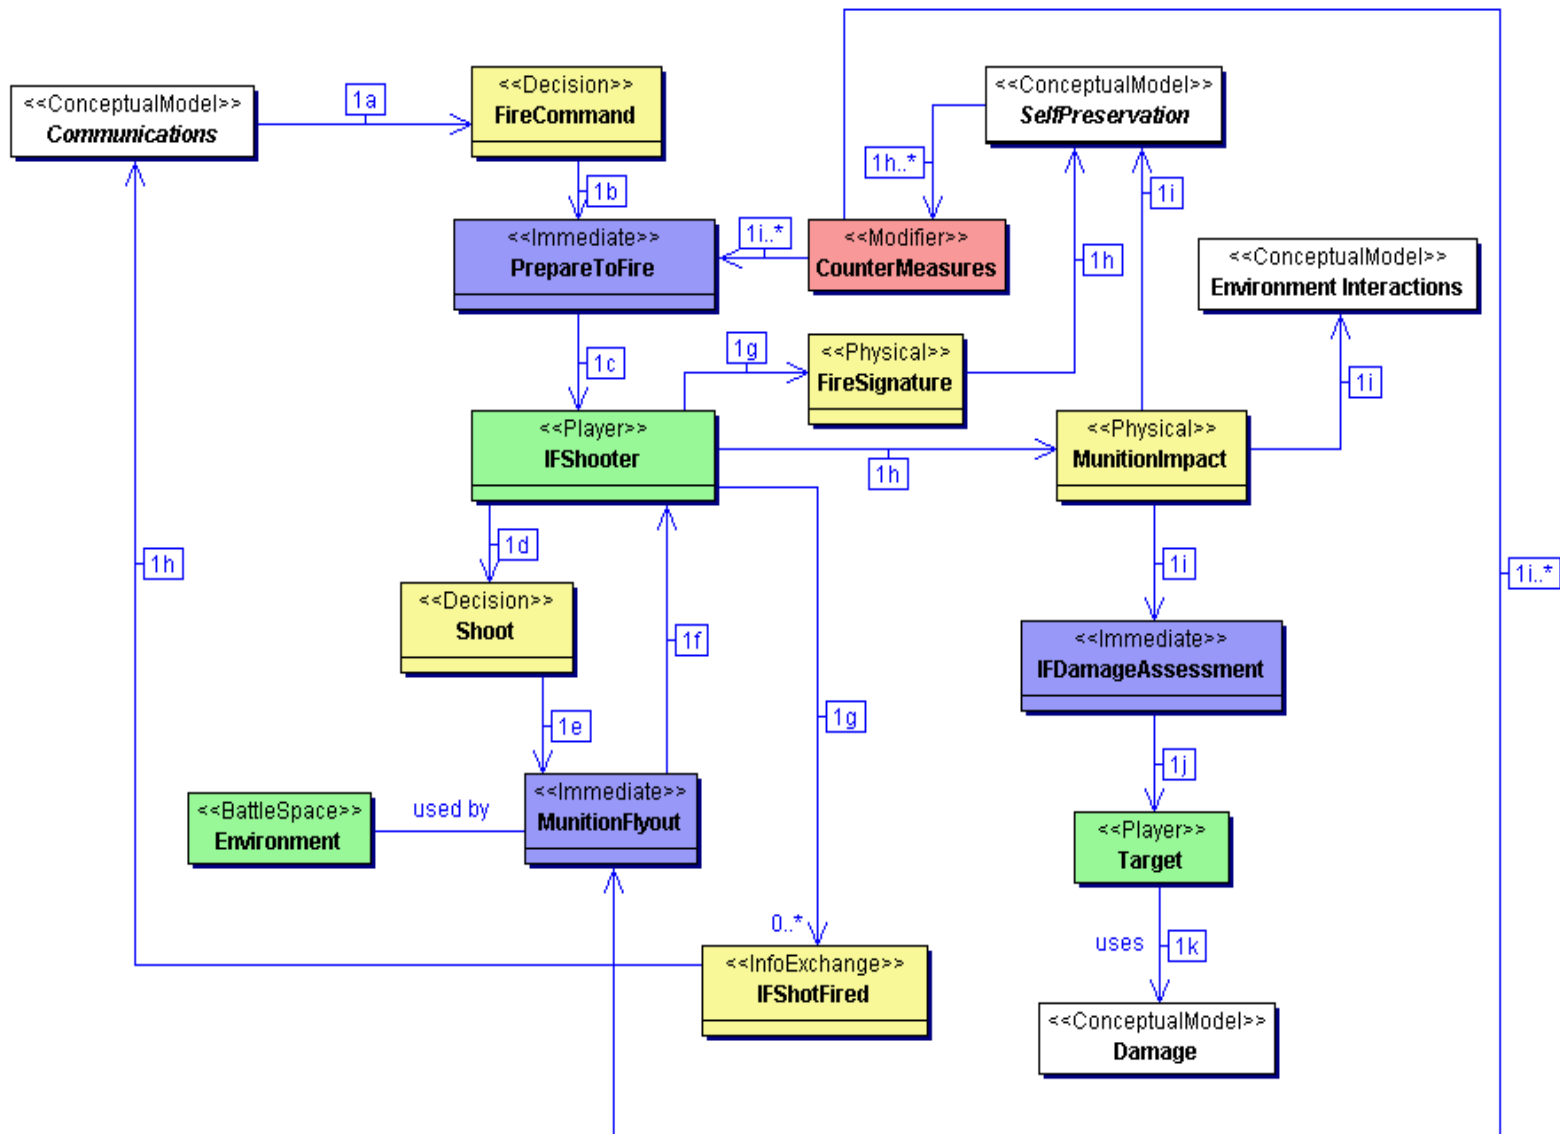 <<ConceptualModel>>
Communications
1a
<<Decision>>
FireCommand
<<ConceptualModel>>
SelfPreservation
1b
1h..*
1i
<<Immediate>>
PrepareToFire
1i..*
<<Modifier>>
CounterMeasures
1h
<<ConceptualModel>>
Environment Interactions
1c
1g
<<Physical>>
FireSignature
1i
<<Player>>
IFShooter
1h
<<Physical>>
MunitionImpact
1d
1h
1i
1i..*
<<Decision>>
Shoot
1f
<<Immediate>>
IFDamageAssessment
1e
1g
1j
<<BattleSpace>>
Environment
used by
<<Immediate>>
MunitionFlyout
<<Player>>
Target
0..*
uses
1k
<<InfoExchange>>
IFShotFired
<<ConceptualModel>>
Damage